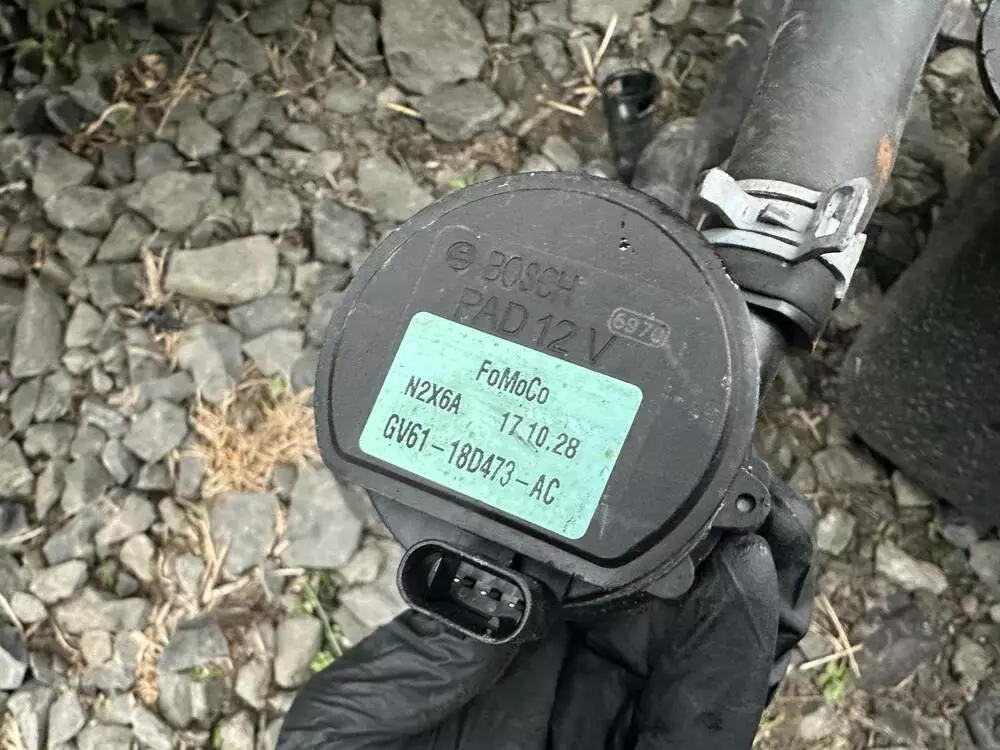 BOSCH
PAD 12 V 6970
FoMoCo
N2X6A 17.10.28
GV61-18D473-AC